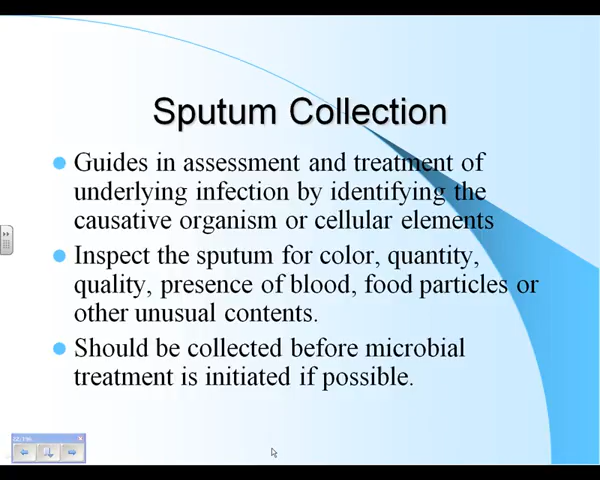 Sputum Collection
Guides in assessment and treatment of
underlying infection by identifying the
causative organism or cellular elements
Inspect the sputum for color, quantity,
quality, presence of blood, food particles or
other unusual contents.
Should be collected before microbial
treatment is initiated if possible.